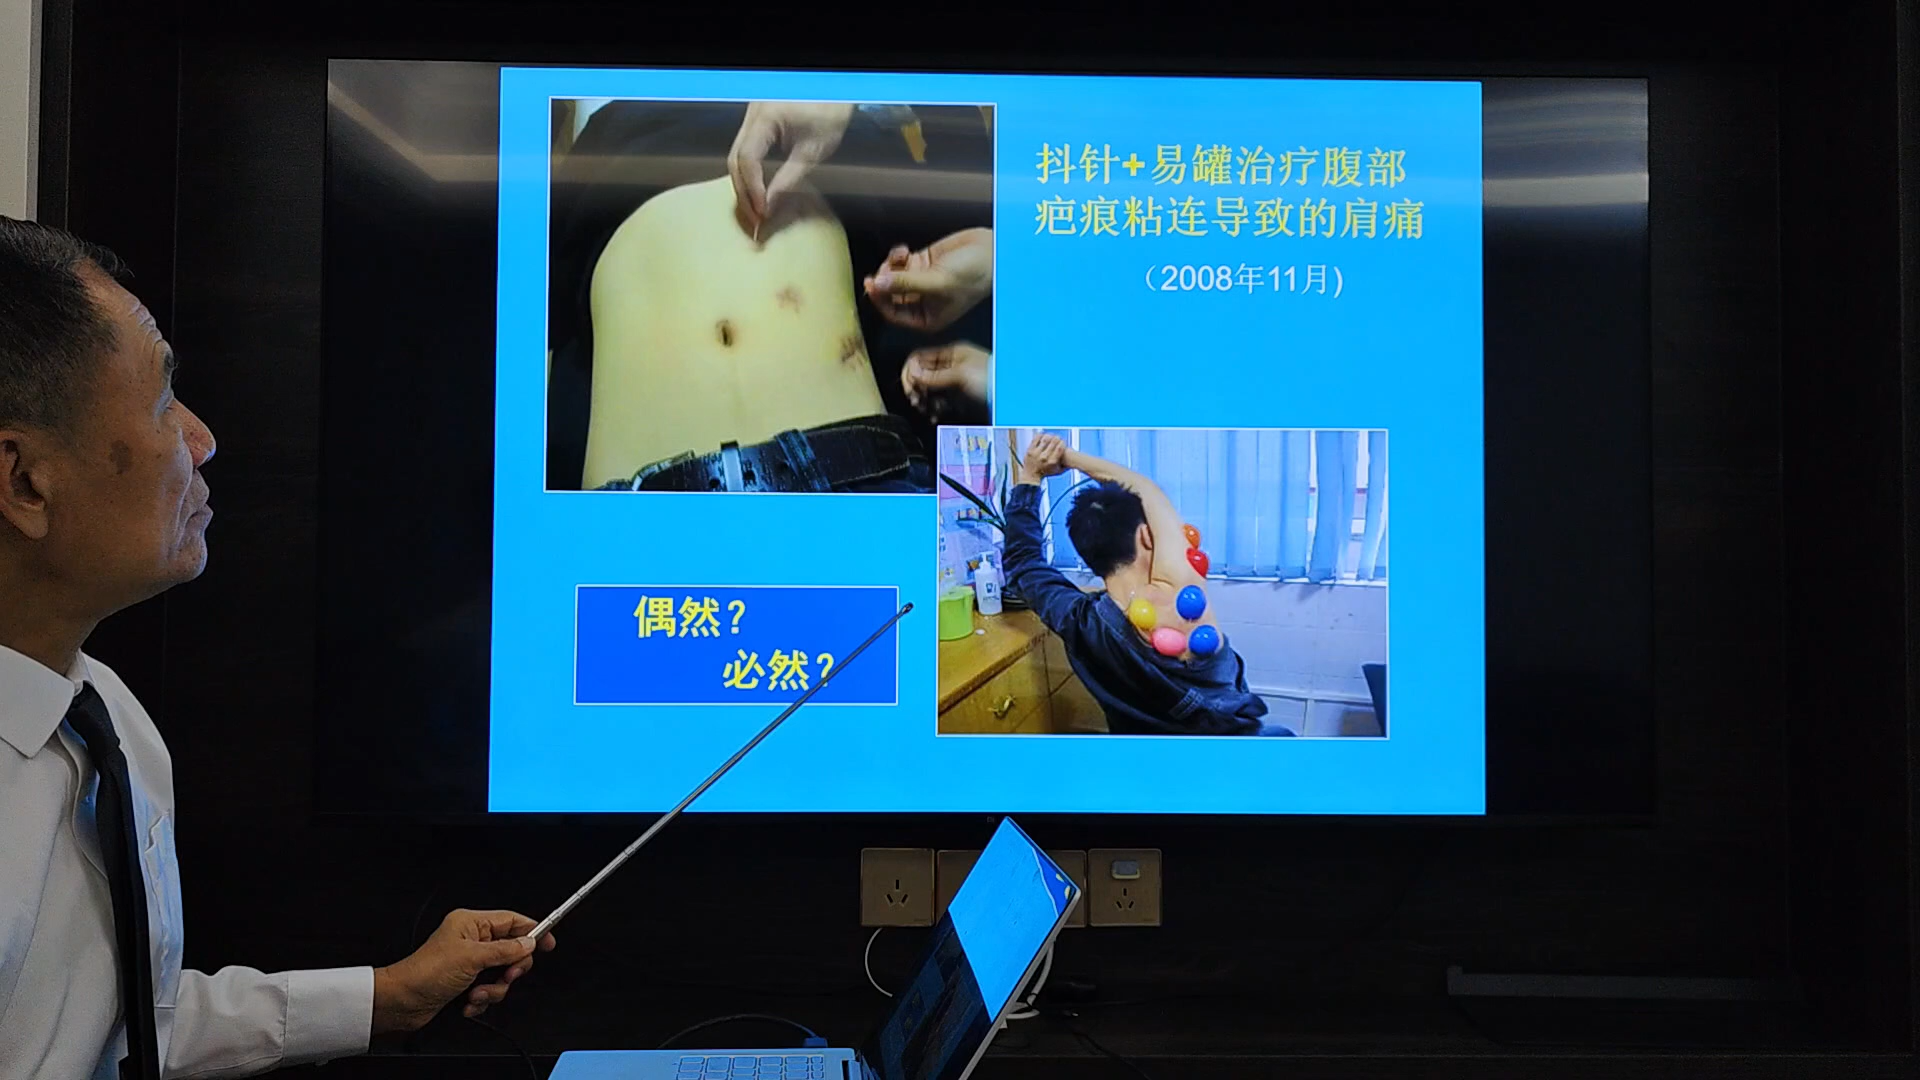 抖针+易罐治疗腹部
疤痕粘连导致的肩痛
（2008年11月)
偶然？
必然？